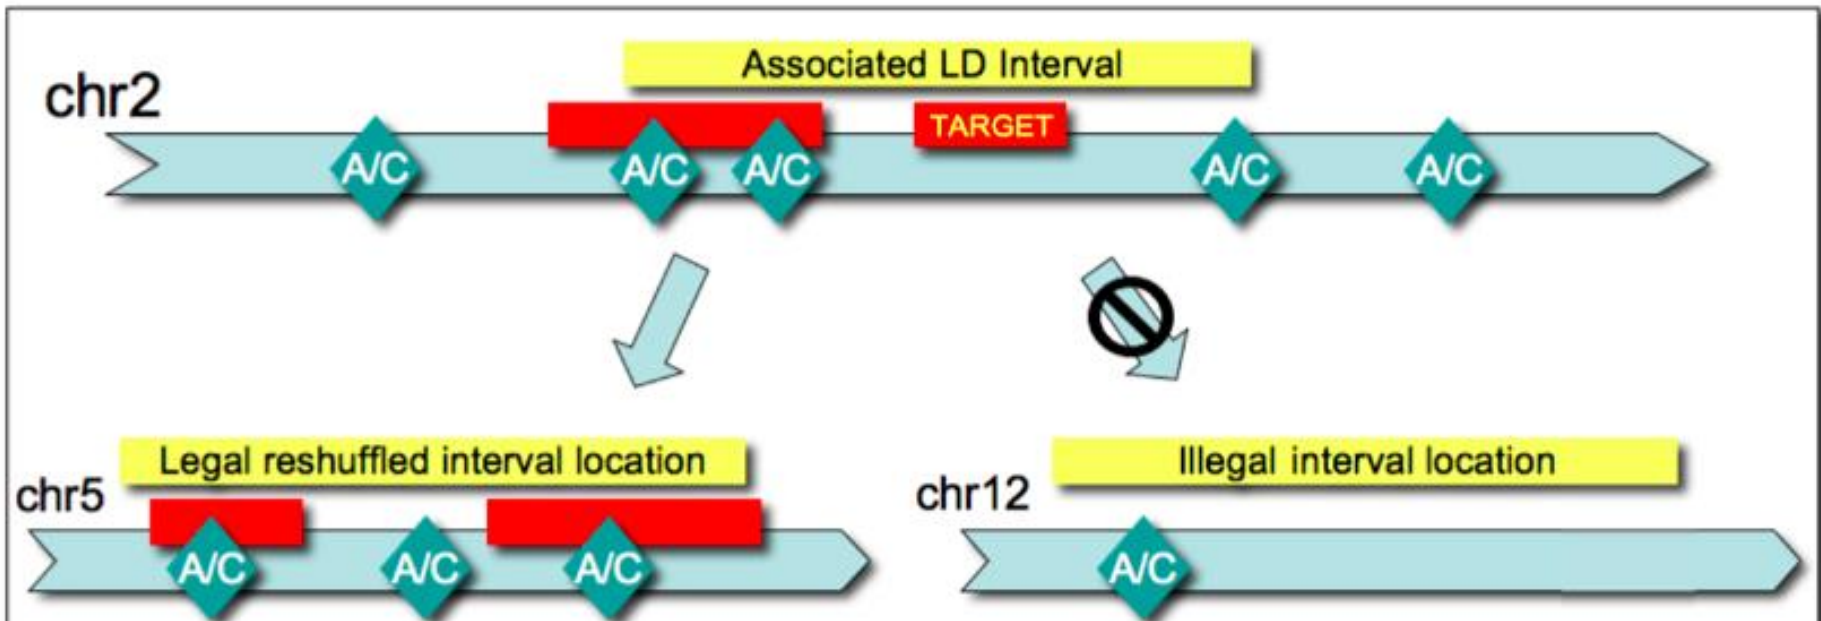 Associated LD Interval
chr2
TARGET
A/C A/C A/C A/C A/C
Legal reshuffled interval location
Illegal interval location
chr5
chr12
A/C A/C A/C
A/C